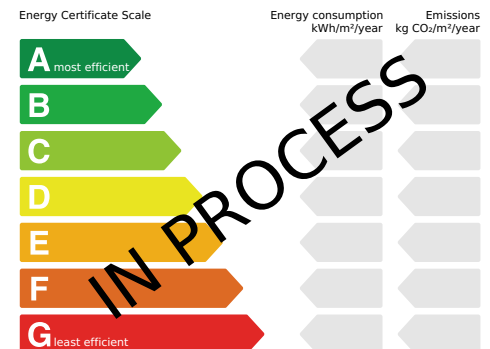 Energy Certificate Scale
Energy consumption
kWh/m²/year
Emissions
kg CO₂/m²/year
A most efficient
B
C
D
E
F
G least efficient
IN PROCESS